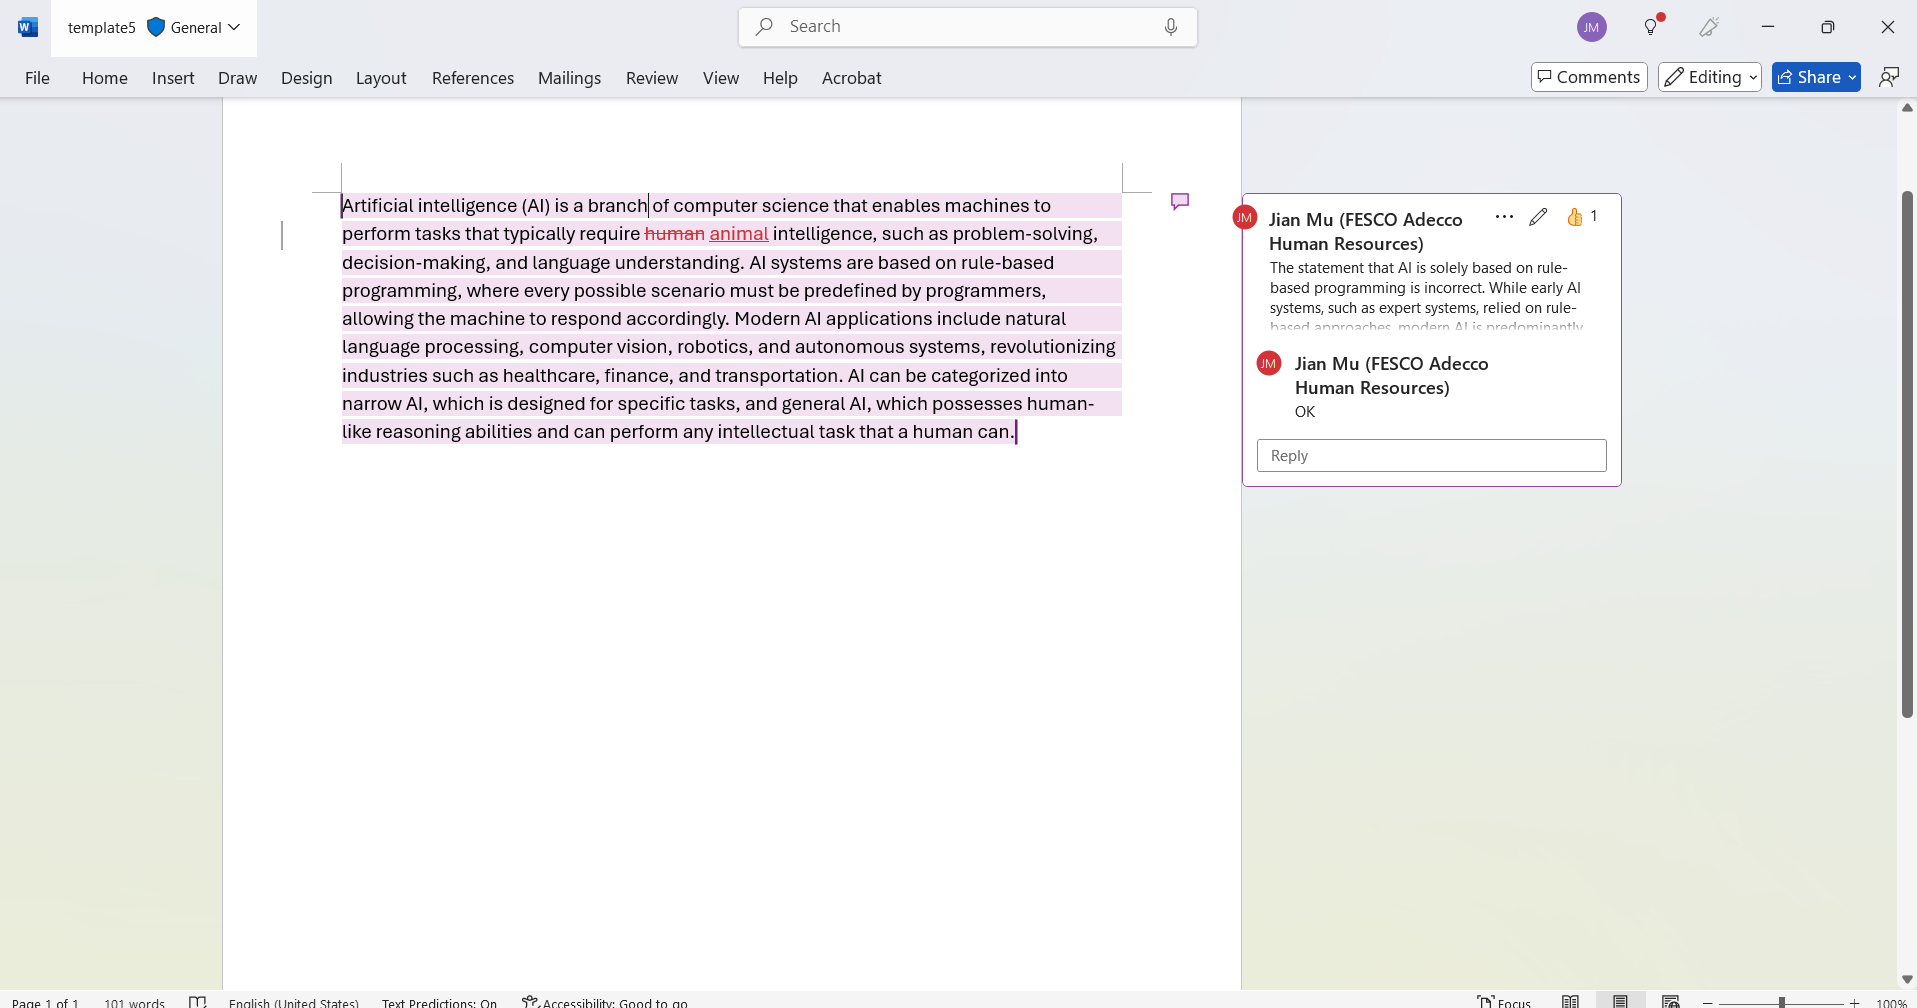 template5 General
Search
JM
File Home Insert Draw Design Layout References Mailings Review View Help Acrobat
Comments Editing Share
Artificial intelligence (AI) is a branch of computer science that enables machines to
perform tasks that typically require human animal intelligence, such as problem-solving,
decision-making, and language understanding. AI systems are based on rule-based
programming, where every possible scenario must be predefined by programmers,
allowing the machine to respond accordingly. Modern AI applications include natural
language processing, computer vision, robotics, and autonomous systems, revolutionizing
industries such as healthcare, finance, and transportation. AI can be categorized into
narrow AI, which is designed for specific tasks, and general AI, which possesses human-
like reasoning abilities and can perform any intellectual task that a human can.
JM
Jian Mu (FESCO Adecco
Human Resources)
1
The statement that AI is solely based on rule-
based programming is incorrect. While early AI
systems, such as expert systems, relied on rule-
based approaches, modern AI is predominantly
JM
Jian Mu (FESCO Adecco
Human Resources)
OK
Reply
Page 1 of 1 101 words English (United States) Text Predictions: On Accessibility: Good to go Focus 100%